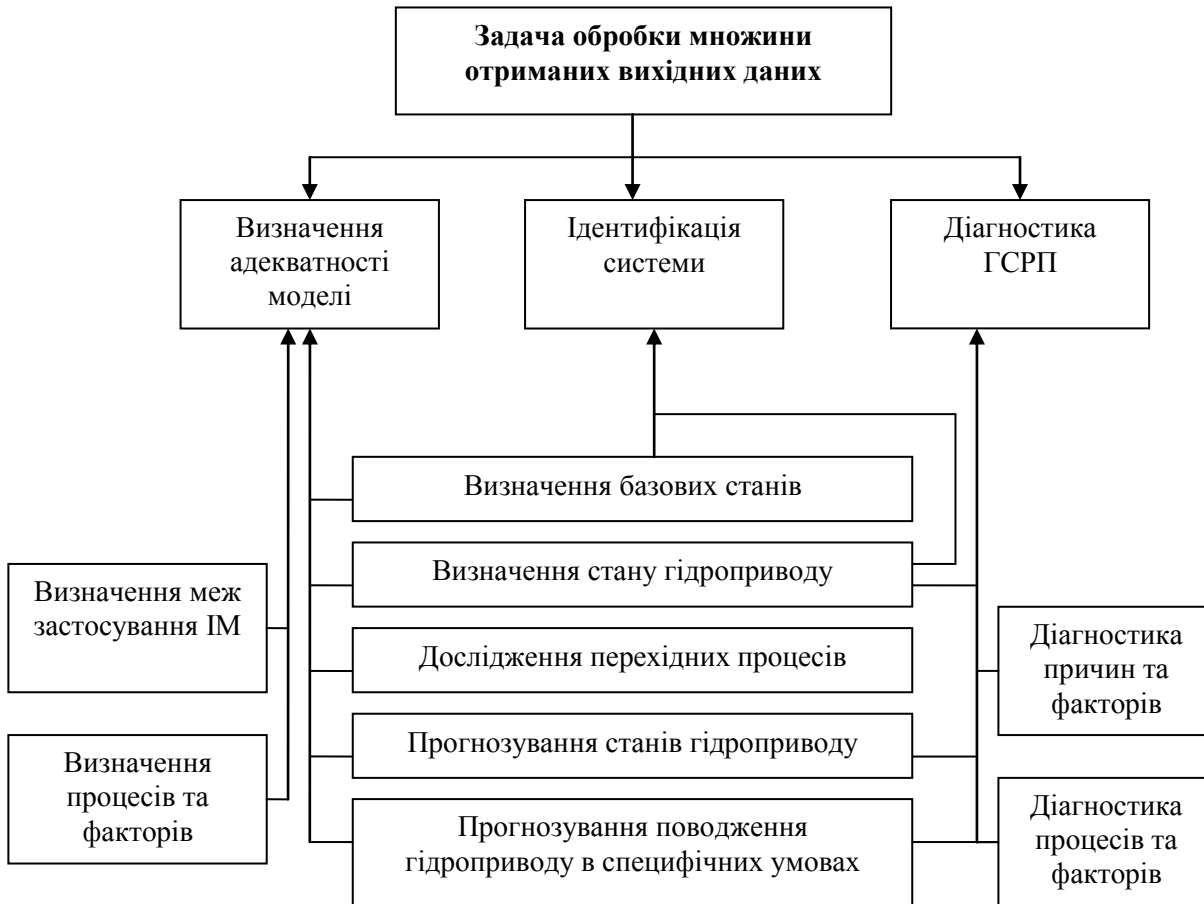 Задача обробки множини
отриманих вихідних даних
Визначення
адекватності
моделі
Ідентифікація
системи
Діагностика
ГСРП
Визначення базових станів
Визначення стану гідроприводу
Дослідження перехідних процесів
Прогнозування станів гідроприводу
Прогнозування поводження
гідроприводу в специфічних умовах
Визначення меж
застосування ІМ
Визначення
процесів та
факторів
Діагностика
причин та
факторів
Діагностика
процесів та
факторів